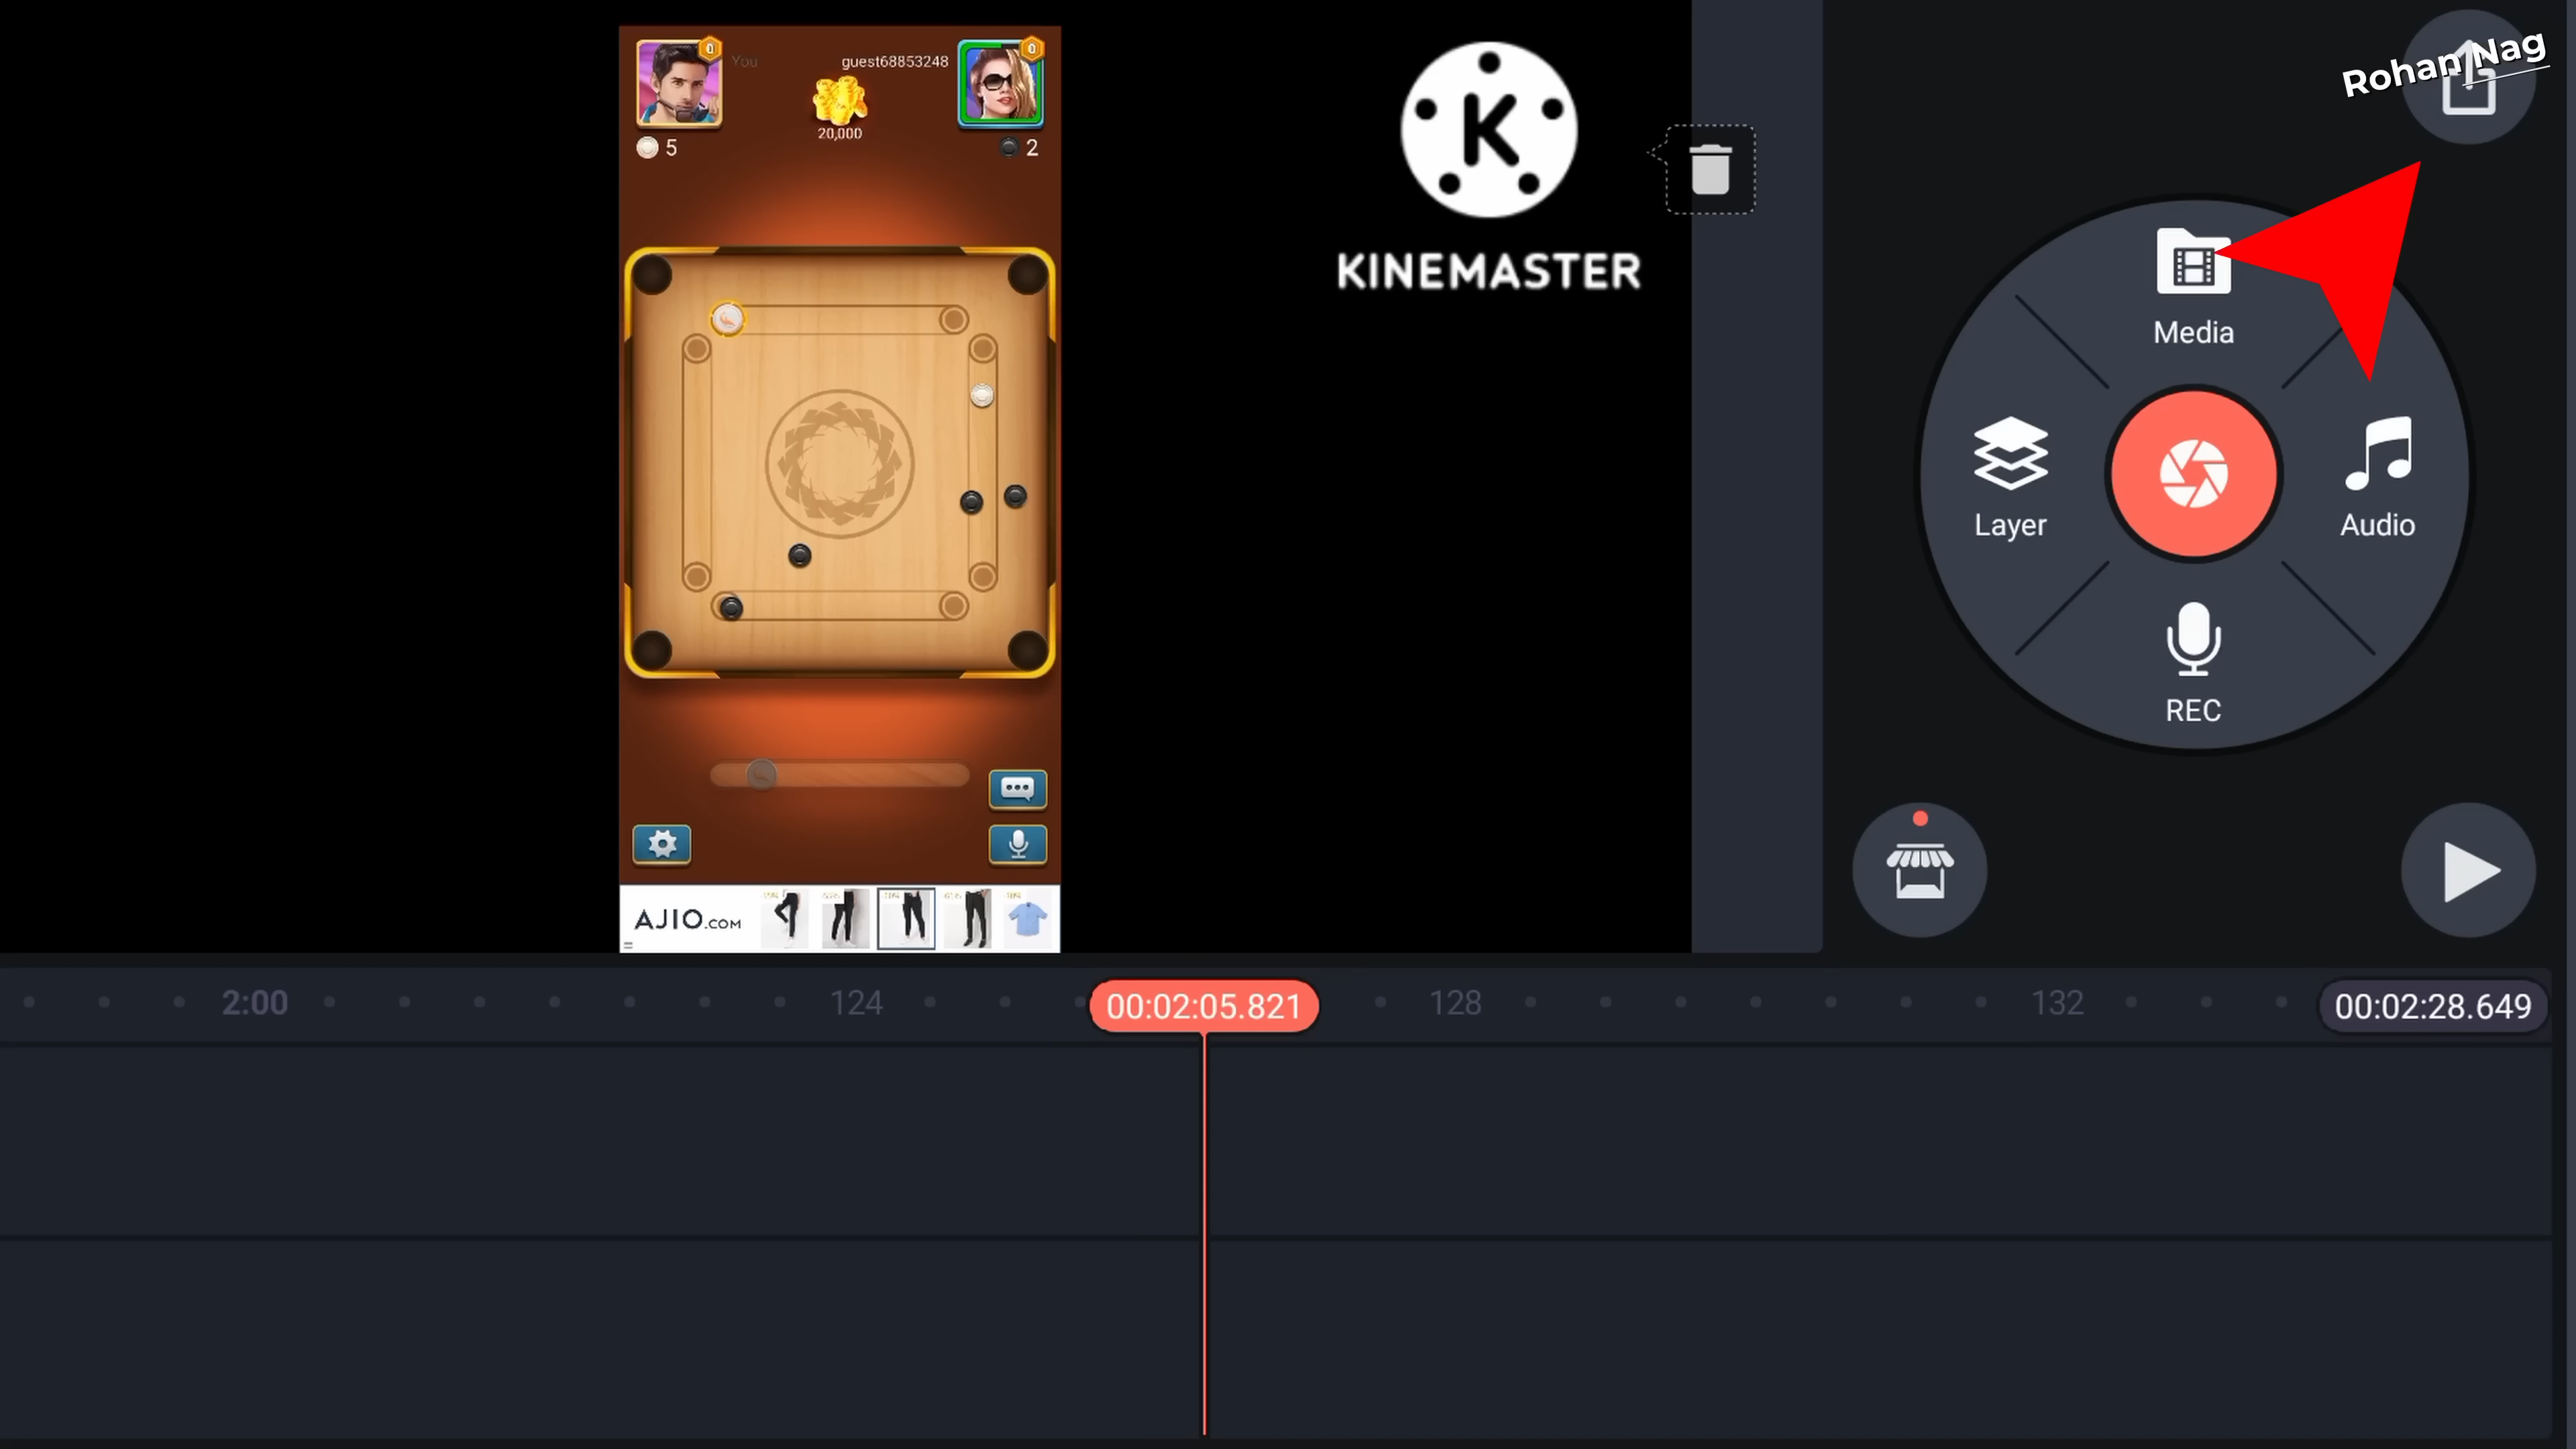 You
guest68853248
20,000
5
2
K
KINEMASTER
Rohan Nag
Media
Layer
Audio
REC
AJIO.COM
2:00
124
00:02:05.821
128
132
00:02:28.649